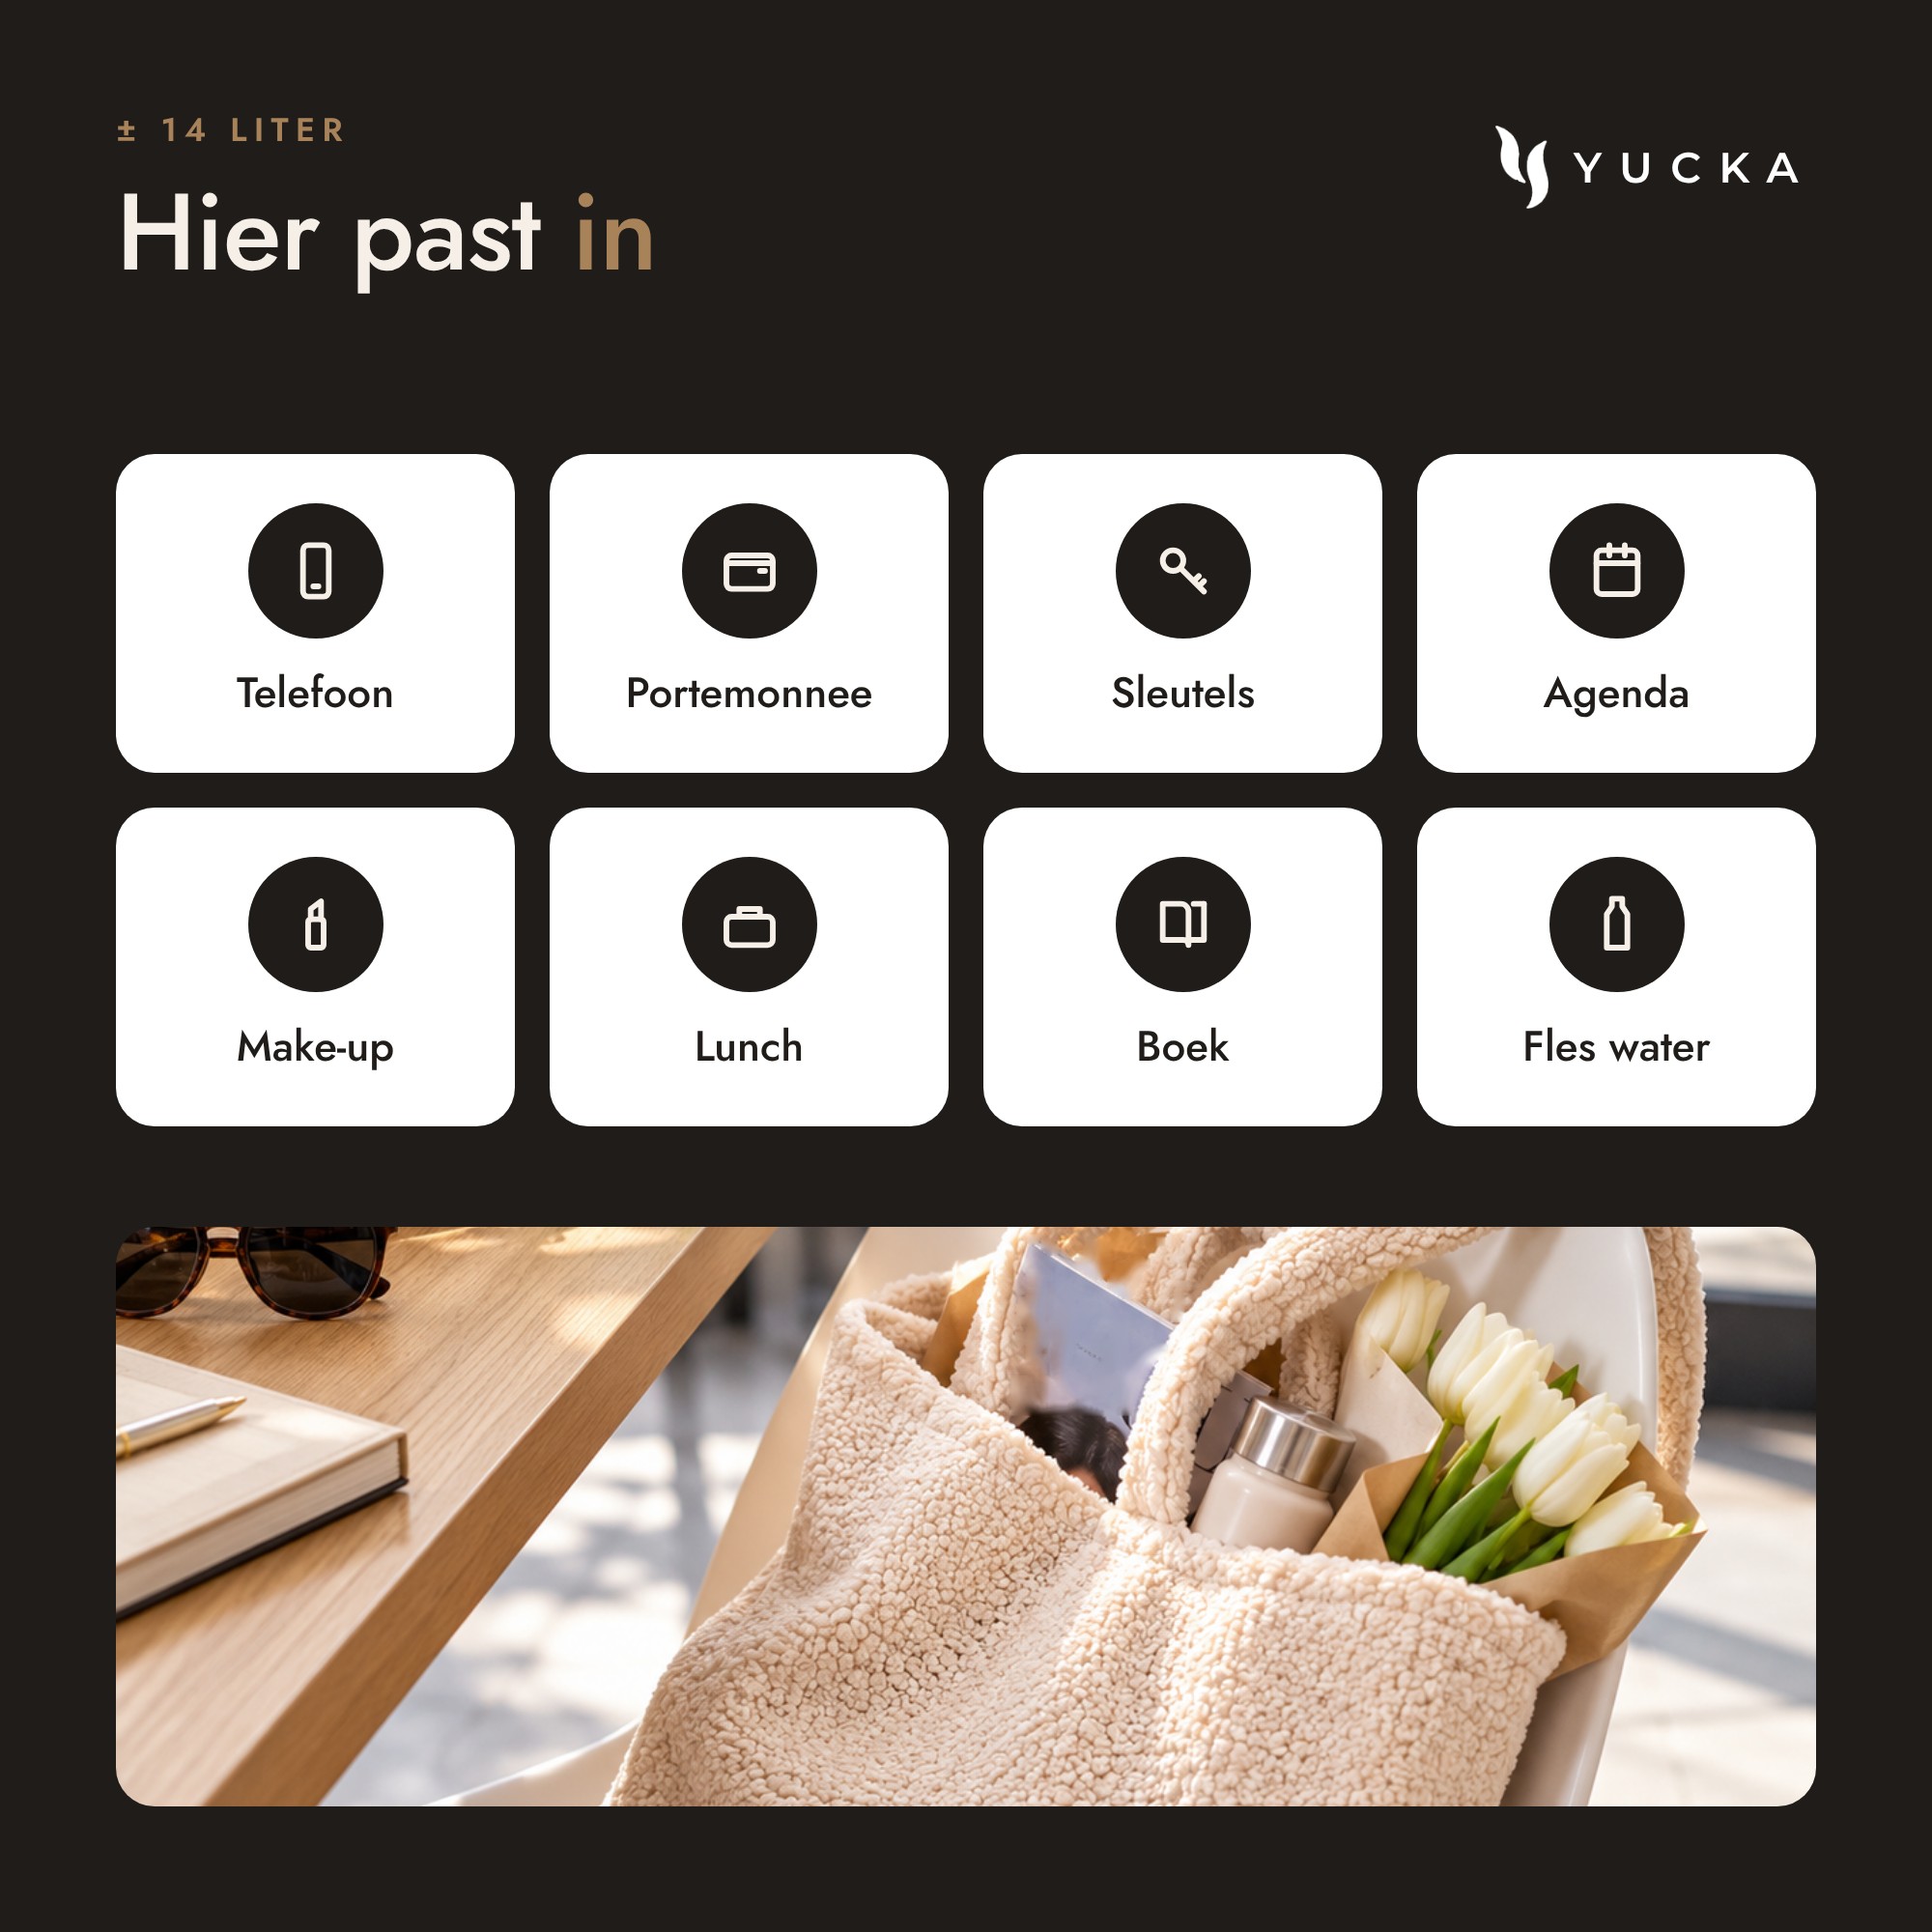 ± 14 LITER
YUCKA
Hier past in
Telefoon
Portemonnee
Sleutels
Agenda
Make-up
Lunch
Boek
Fles water